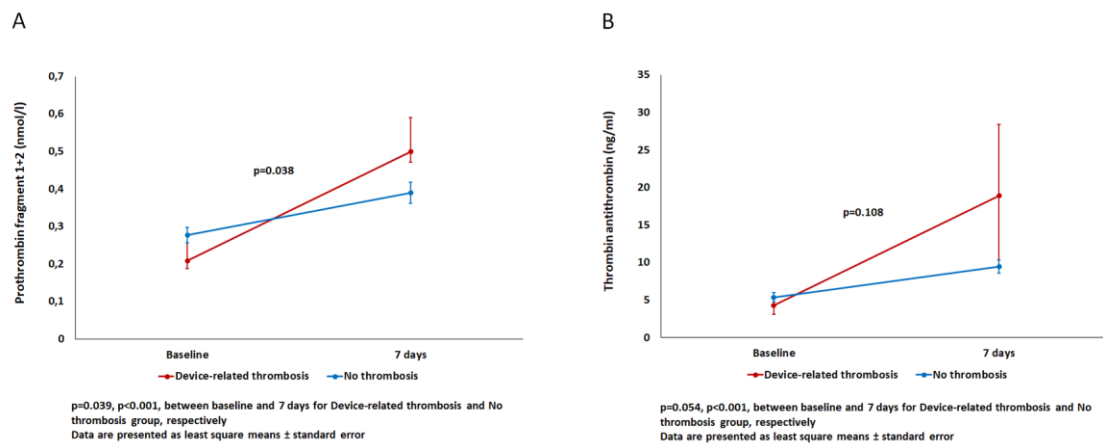 A
Prothrombin fragment 1+2 (nmol/l)
0,7
0,6
0,5
0,4
0,3
0,2
0,1
0
p=0.038
Baseline
7 days
Device-related thrombosis
No thrombosis
p=0.039, p<0.001, between baseline and 7 days for Device-related thrombosis and No
thrombosis group, respectively
Data are presented as least square means ± standard error
B
Thrombin antithrombin (ng/ml)
35
30
25
20
15
10
5
0
p=0.108
Baseline
7 days
Device-related thrombosis
No thrombosis
p=0.054, p<0.001, between baseline and 7 days for Device-related thrombosis and No
thrombosis group, respectively
Data are presented as least square means ± standard error